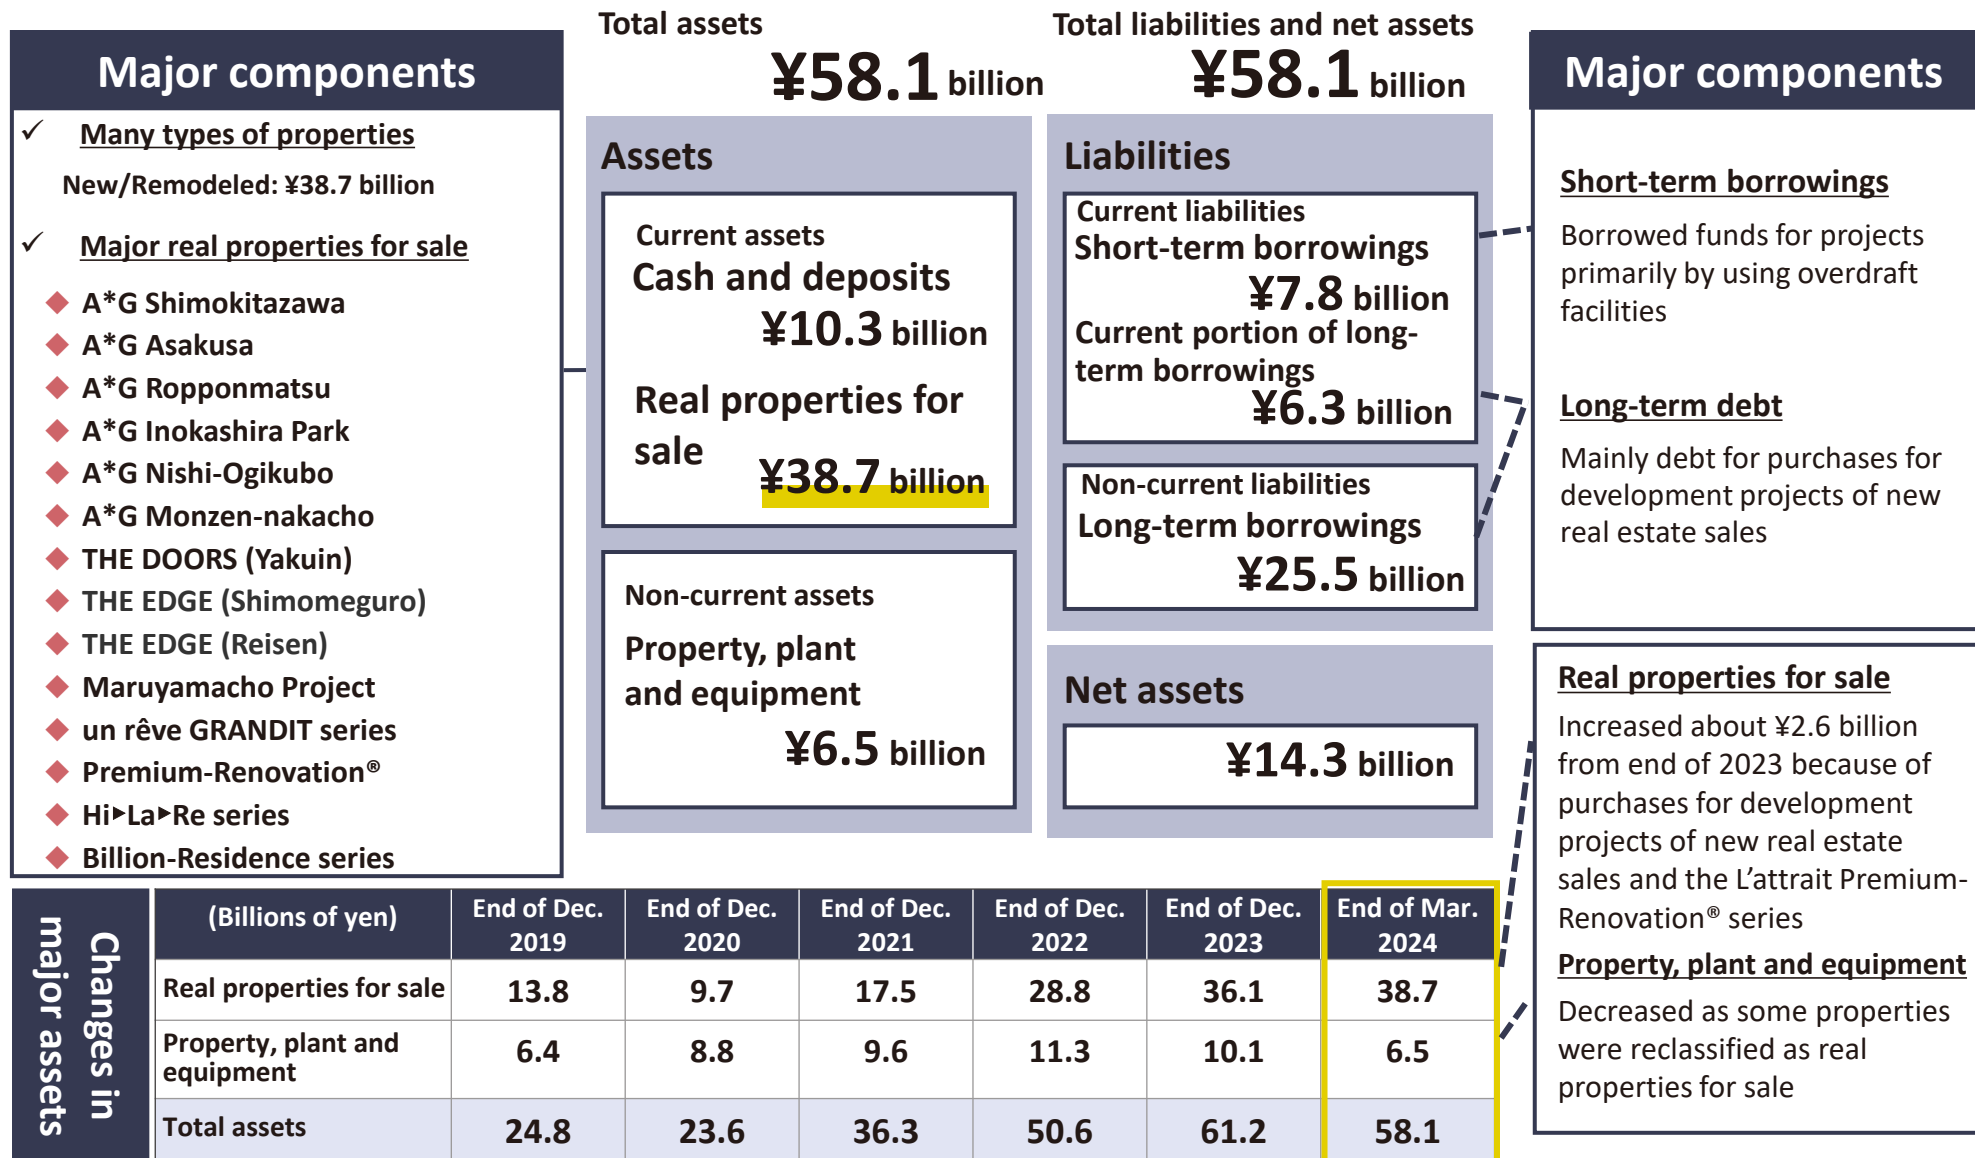 Total assets
¥58.1 billion
Total liabilities and net assets
¥58.1 billion
Major components
✓ Many types of properties
New/Remodeled: ¥38.7 billion
✓ Major real properties for sale
◆ A*G Shimokitazawa
◆ A*G Asakusa
◆ A*G Ropponmatsu
◆ A*G Inokashira Park
◆ A*G Nishi-Ogikubo
◆ A*G Monzen-nakacho
◆ THE DOORS (Yakuin)
◆ THE EDGE (Shimomeguro)
◆ THE EDGE (Reisen)
◆ Maruyamacho Project
◆ un rêve GRANDIT series
◆ Premium-Renovation®
◆ Hi▶La▶Re series
◆ Billion-Residence series
Assets
Current assets
Cash and deposits
¥10.3 billion
Real properties for
sale
¥38.7 billion
Non-current assets
Property, plant
and equipment
¥6.5 billion
Liabilities
Current liabilities
Short-term borrowings
¥7.8 billion
Current portion of long-
term borrowings
¥6.3 billion
Non-current liabilities
Long-term borrowings
¥25.5 billion
Net assets
¥14.3 billion
Major components
Short-term borrowings
Borrowed funds for projects
primarily by using overdraft
facilities
Long-term debt
Mainly debt for purchases for
development projects of new
real estate sales
Real properties for sale
Increased about ¥2.6 billion
from end of 2023 because of
purchases for development
projects of new real estate
sales and the L’attrait Premium-
Renovation® series
Property, plant and equipment
Decreased as some properties
were reclassified as real
properties for sale
Changes in
major assets
(Billions of yen) End of Dec. 2019 End of Dec. 2020 End of Dec. 2021 End of Dec. 2022 End of Dec. 2023 End of Mar. 2024
Real properties for sale 13.8 9.7 17.5 28.8 36.1 38.7
Property, plant and equipment 6.4 8.8 9.6 11.3 10.1 6.5
Total assets 24.8 23.6 36.3 50.6 61.2 58.1